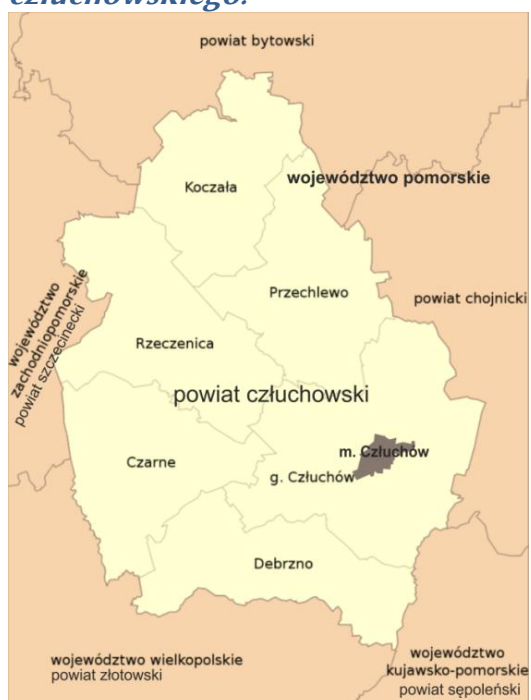 człuchowskiego.
powiat bytowski
Koczała
województwo pomorskie
Przechlewo
powiat chojnicki
województwo
zachodniopomorskie
powiat szczecinecki
Rzeczenica
powiat człuchowski
Czarne
m. Człuchów
g. Człuchów
Debrzno
województwo wielkopolskie
powiat złotowski
województwo
kujawsko-pomorskie
powiat sępoleński